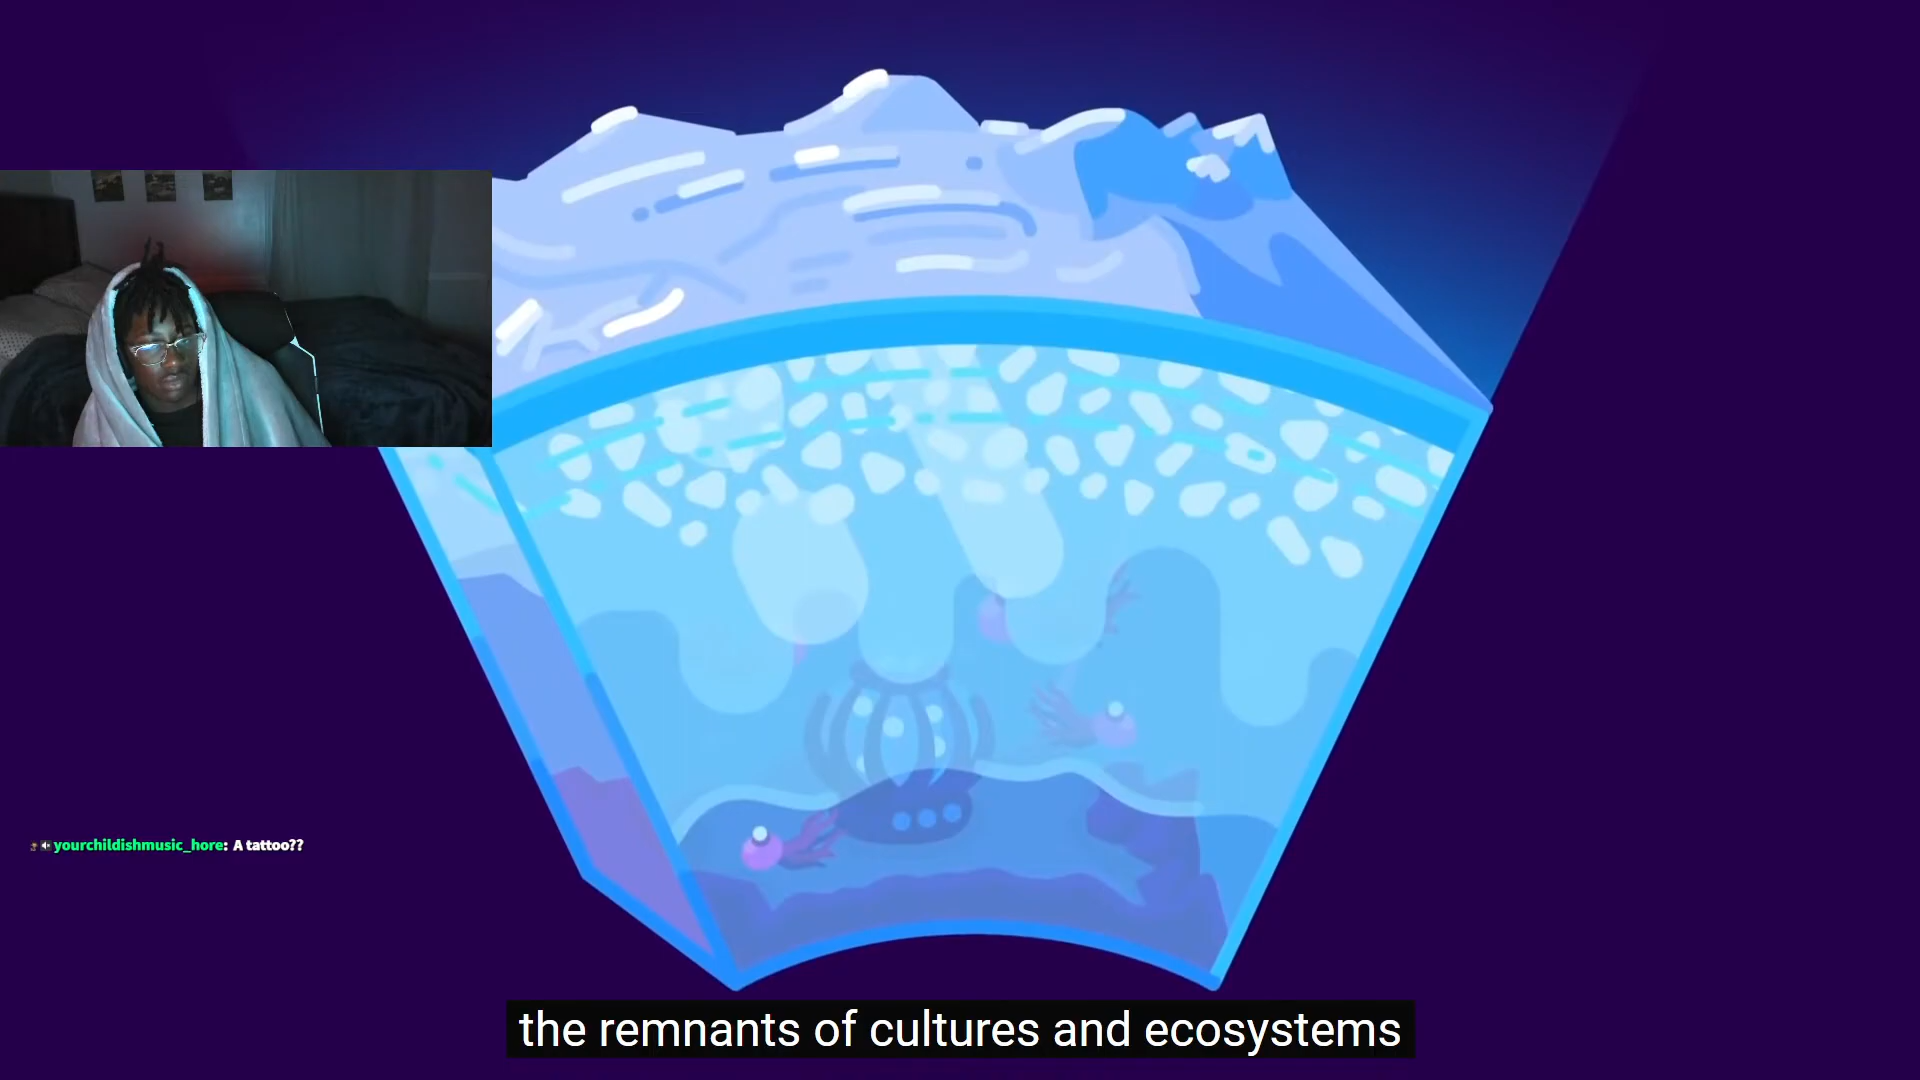 yourchildishmusic_hore: A tattoo??
the remnants of cultures and ecosystems